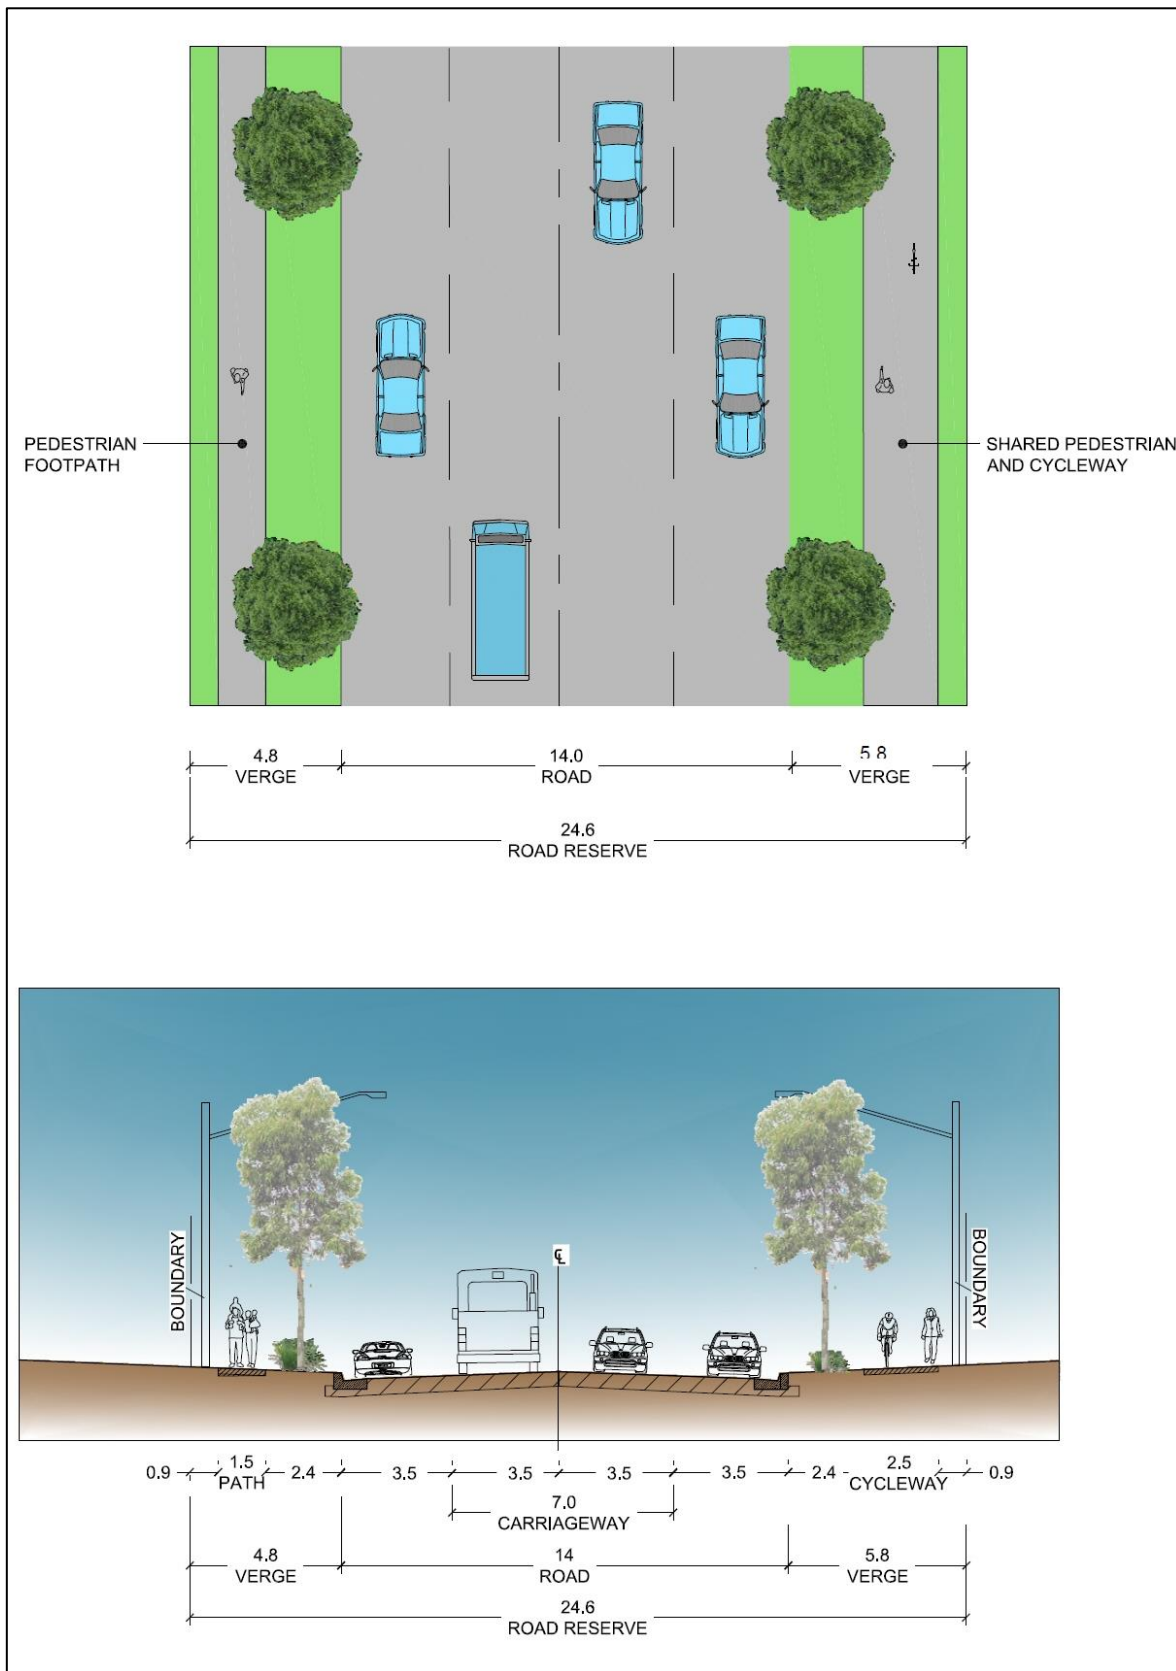 PEDESTRIAN
FOOTPATH
SHARED PEDESTRIAN
AND CYCLEWAY
4.8
VERGE
14.0
ROAD
5.8
VERGE
24.6
ROAD RESERVE
BOUNDARY
℄
BOUNDARY
0.9
1.5
PATH
2.4
3.5
3.5
3.5
3.5
2.4
2.5
CYCLEWAY
0.9
7.0
CARRIAGEWAY
4.8
VERGE
14
ROAD
5.8
VERGE
24.6
ROAD RESERVE